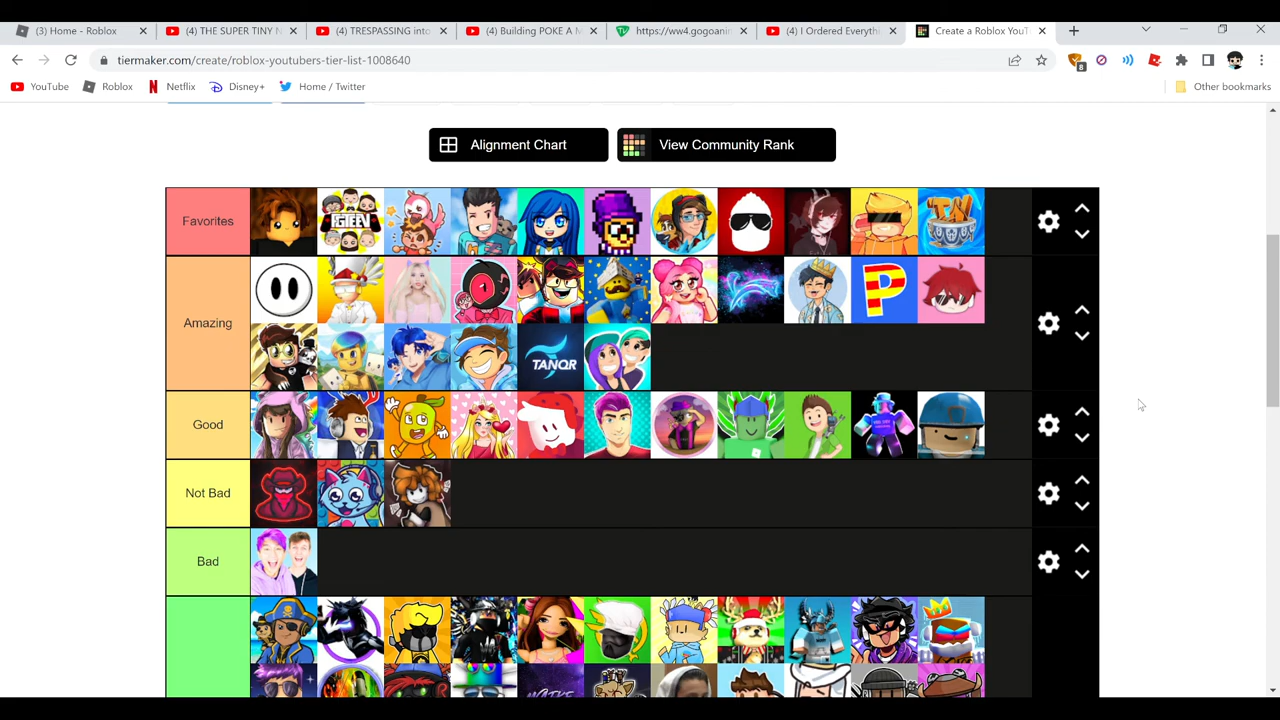 (3) Home - Roblox
(4) THE SUPER TINY
(4) TRESPASSING into
(4) Building POKE A
https://ww4.gogoanim
(4) I Ordered Everythi
Create a Roblox YouT
tiermaker.com/create/roblox-youtubers-tier-list-1008640
8
YouTube
Roblox
Netflix
Disney+
Home / Twitter
Other bookmarks
Alignment Chart
View Community Rank
Favorites
Amazing
P
TANQR
Good
Not Bad
Bad